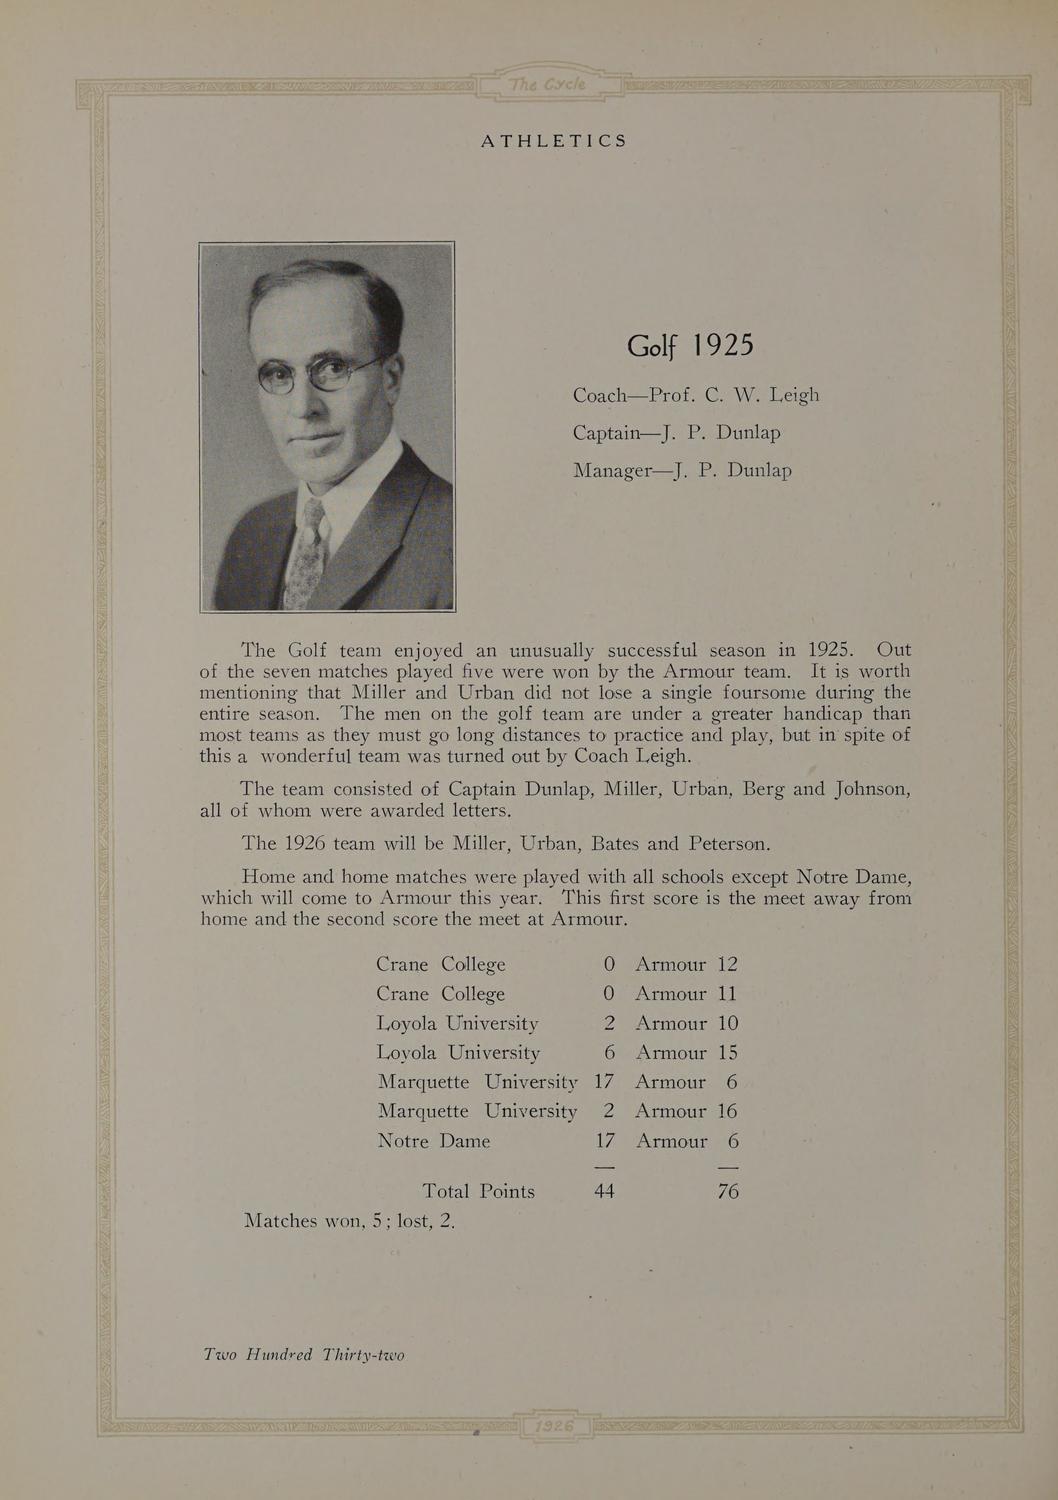 The Cycle
ATHLETICS
Golf 1925
Coach—Prof. C. W. Leigh
Captain—J. P. Dunlap
Manager—J. P. Dunlap
The Golf team enjoyed an unusually successful season in 1925. Out
of the seven matches played five were won by the Armour team. It is worth
mentioning that Miller and Urban did not lose a single foursome during the
entire season. The men on the golf team are under a greater handicap than
most teams as they must go long distances to practice and play, but in spite of
this a wonderful team was turned out by Coach Leigh.
The team consisted of Captain Dunlap, Miller, Urban, Berg and Johnson,
all of whom were awarded letters.
The 1926 team will be Miller, Urban, Bates and Peterson.
Home and home matches were played with all schools except Notre Dame,
which will come to Armour this year. This first score is the meet away from
home and the second score the meet at Armour.
Crane College 0 Armour 12
Crane College 0 Armour 11
Loyola University 2 Armour 10
Loyola University 6 Armour 15
Marquette University 17 Armour 6
Marquette University 2 Armour 16
Notre Dame 17 Armour 6
Total Points 44 76
Matches won, 5; lost, 2.
Two Hundred Thirty-two
1926